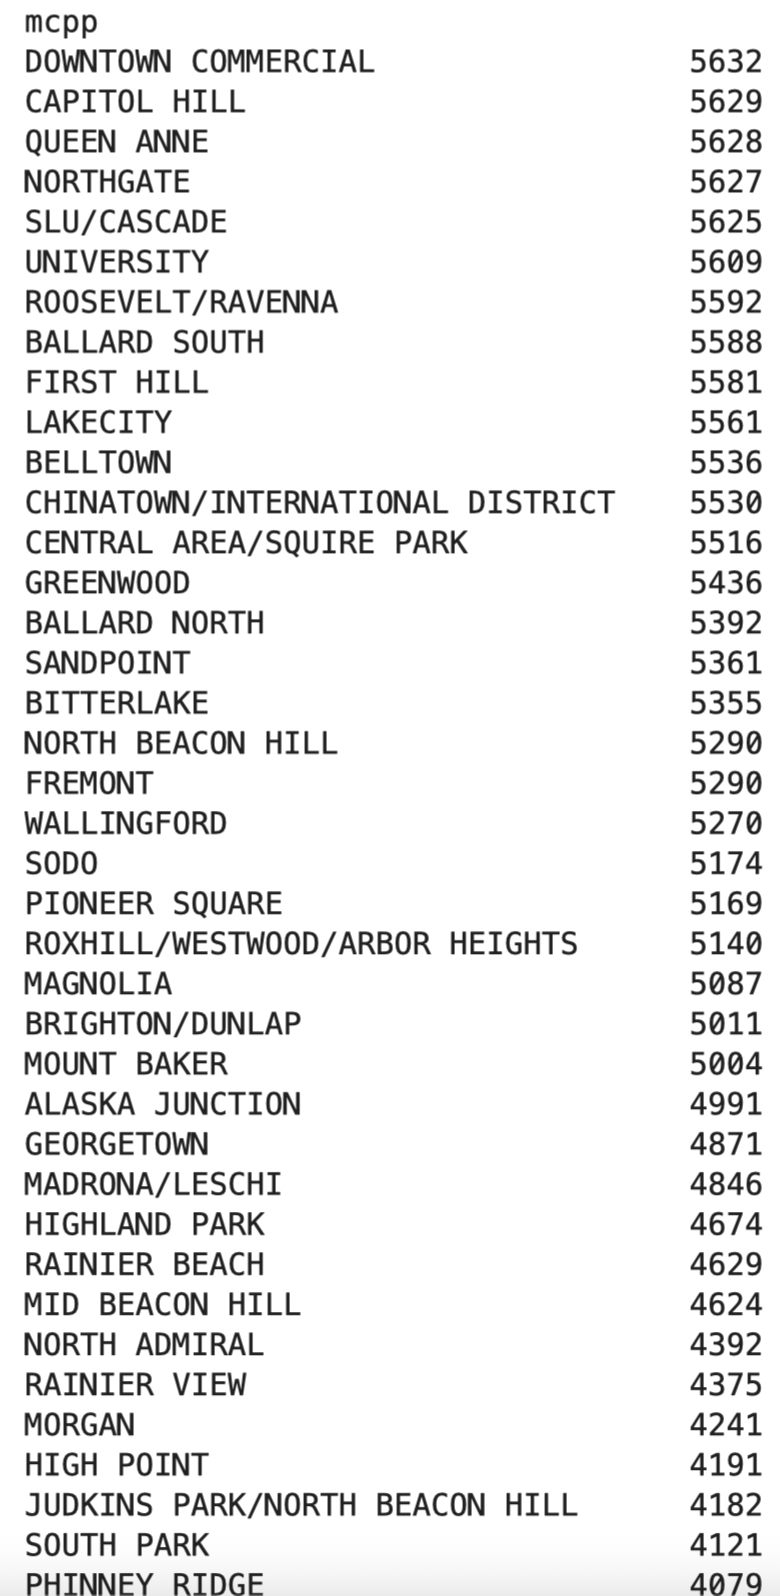 mcpp
DOWNTOWN COMMERCIAL 5632
CAPITOL HILL 5629
QUEEN ANNE 5628
NORTHGATE 5627
SLU/CASCADE 5625
UNIVERSITY 5609
ROOSEVELT/RAVENNA 5592
BALLARD SOUTH 5588
FIRST HILL 5581
LAKECITY 5561
BELLTOWN 5536
CHINATOWN/INTERNATIONAL DISTRICT 5530
CENTRAL AREA/SQUIRE PARK 5516
GREENWOOD 5436
BALLARD NORTH 5392
SANDPOINT 5361
BITTERLAKE 5355
NORTH BEACON HILL 5290
FREMONT 5290
WALLINGFORD 5270
SODO 5174
PIONEER SQUARE 5169
ROXHILL/WESTWOOD/ARBOR HEIGHTS 5140
MAGNOLIA 5087
BRIGHTON/DUNLAP 5011
MOUNT BAKER 5004
ALASKA JUNCTION 4991
GEORGETOWN 4871
MADRONA/LESCHI 4846
HIGHLAND PARK 4674
RAINIER BEACH 4629
MID BEACON HILL 4624
NORTH ADMIRAL 4392
RAINIER VIEW 4375
MORGAN 4241
HIGH POINT 4191
JUDKINS PARK/NORTH BEACON HILL 4182
SOUTH PARK 4121
PHINNEY RIDGE 4079